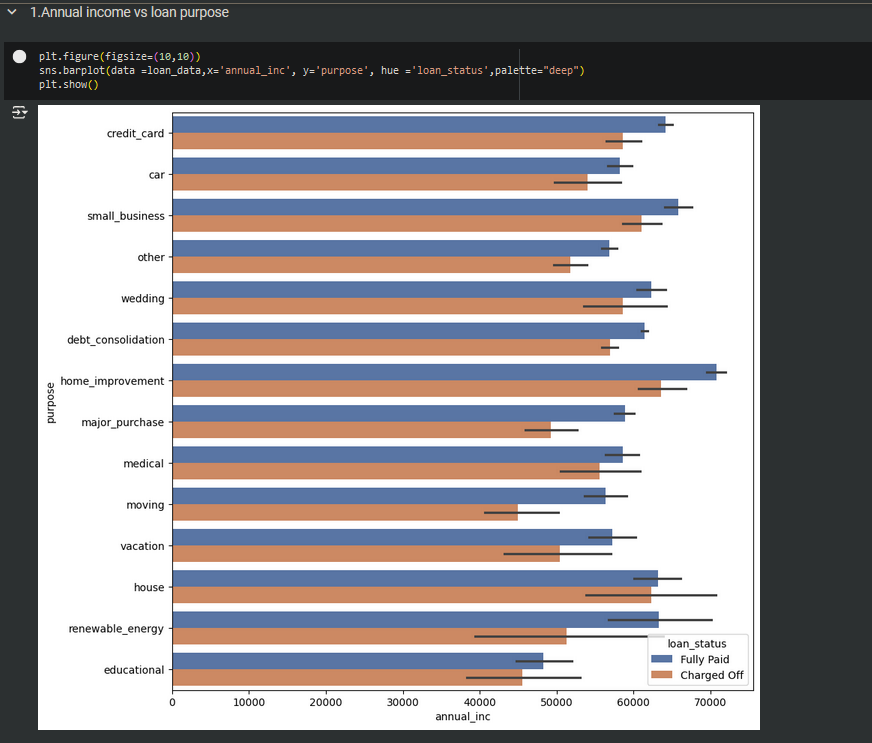 1.Annual income vs loan purpose
plt.figure(figsize=(10,10))
sns.barplot(data =loan_data,x='annual_inc', y='purpose', hue ='loan_status',palette="deep")
plt.show()
credit_card
car
small_business
other
wedding
debt_consolidation
home_improvement
major_purchase
medical
moving
vacation
house
renewable_energy
educational
purpose
loan_status
Fully Paid
Charged Off
0 10000 20000 30000 40000 50000 60000 70000
annual_inc